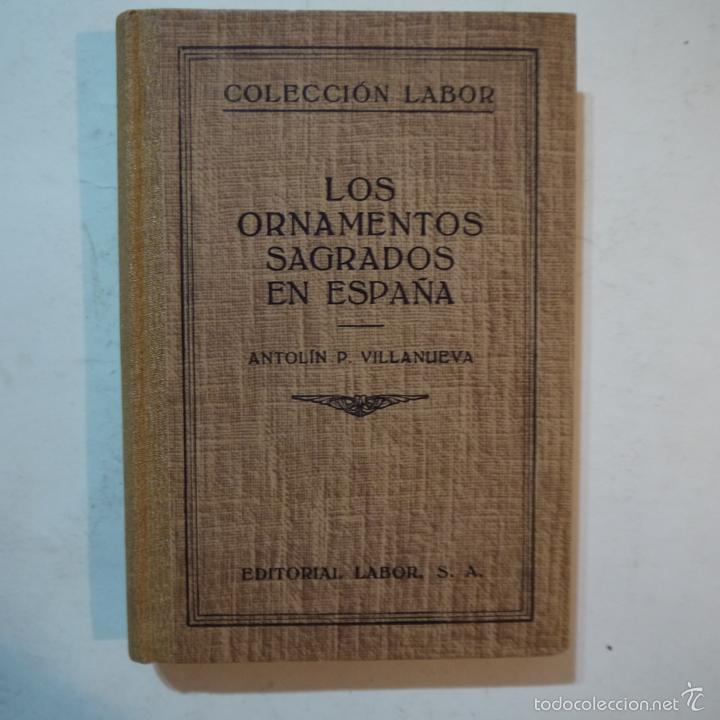 COLECCIÓN LABOR
LOS
ORNAMENTOS
SAGRADOS
EN ESPAÑA
ANTOLÍN P. VILLANUEVA
EDITORIAL LABOR, S. A.
todocoleccion.net